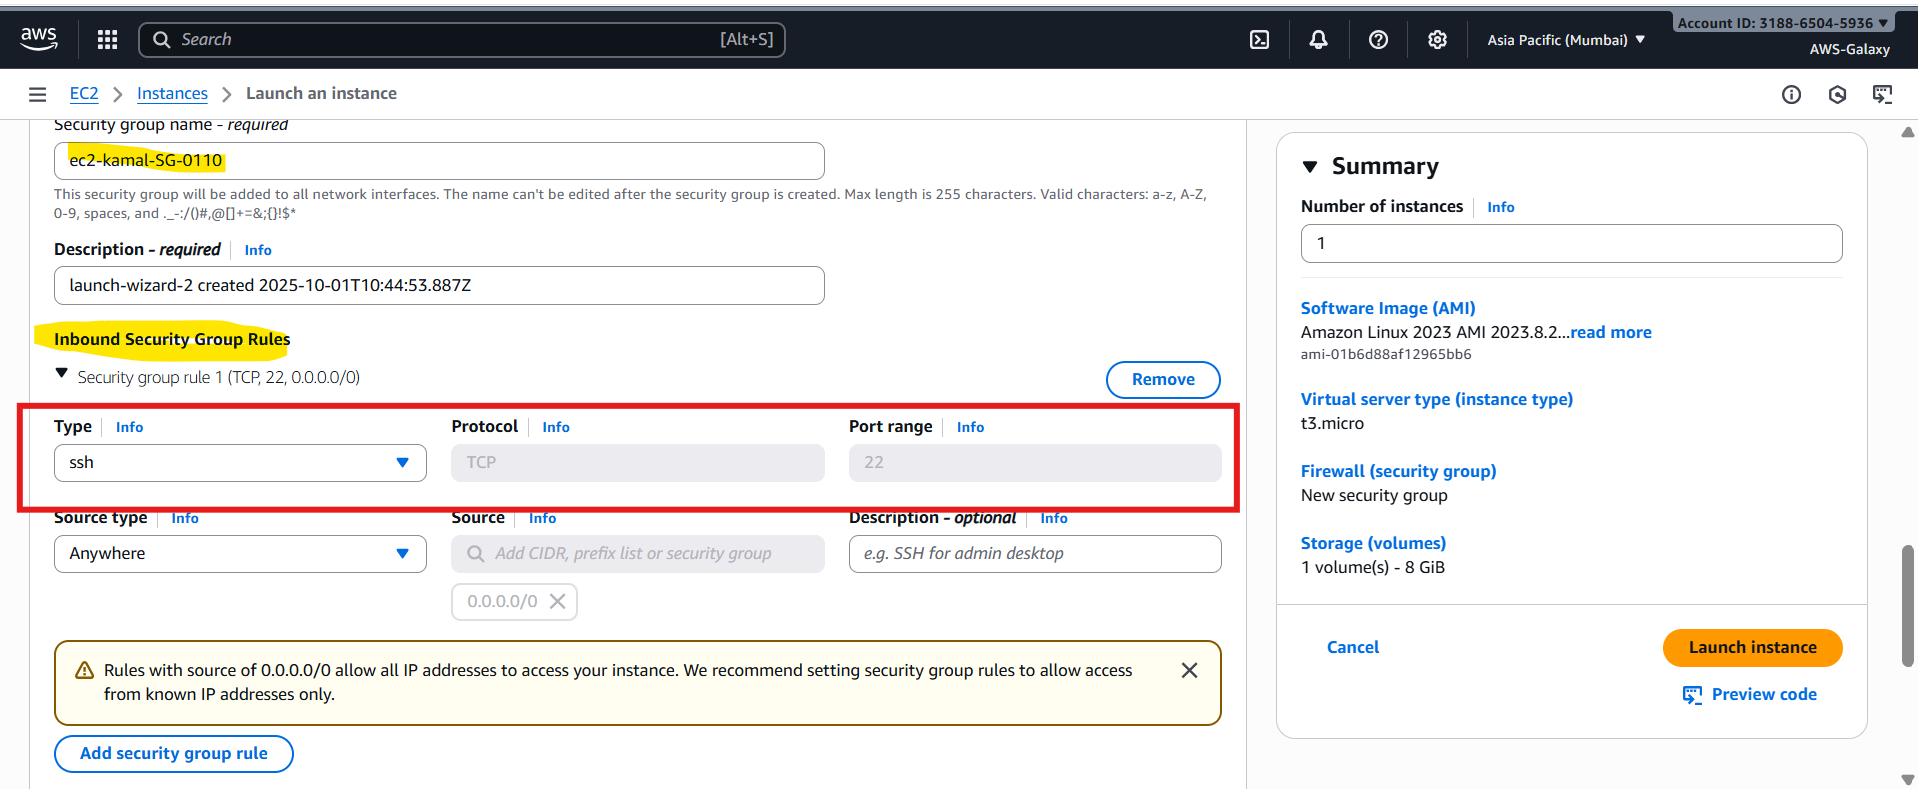 aws
Search [Alt+S]
Asia Pacific (Mumbai)
Account ID: 3188-6504-5936
AWS-Galaxy
EC2 > Instances > Launch an instance
Security group name - required
ec2-kamal-SG-0110
This security group will be added to all network interfaces. The name can't be edited after the security group is created. Max length is 255 characters. Valid characters: a-z, A-Z,
0-9, spaces, and ._-:/()#,@[]+=&;{}!$*
Description - required Info
launch-wizard-2 created 2025-10-01T10:44:53.887Z
Inbound Security Group Rules
Security group rule 1 (TCP, 22, 0.0.0.0/0)
Remove
Type Info Protocol Info Port range Info
ssh TCP 22
Source type Info Source Info Description - optional Info
Anywhere Add CIDR, prefix list or security group e.g. SSH for admin desktop
0.0.0.0/0
Rules with source of 0.0.0.0/0 allow all IP addresses to access your instance. We recommend setting security group rules to allow access
from known IP addresses only.
Add security group rule
Summary
Number of instances Info
1
Software Image (AMI)
Amazon Linux 2023 AMI 2023.8.2...read more
ami-01b6d88af12965bb6
Virtual server type (instance type)
t3.micro
Firewall (security group)
New security group
Storage (volumes)
1 volume(s) - 8 GiB
Cancel
Launch instance
Preview code